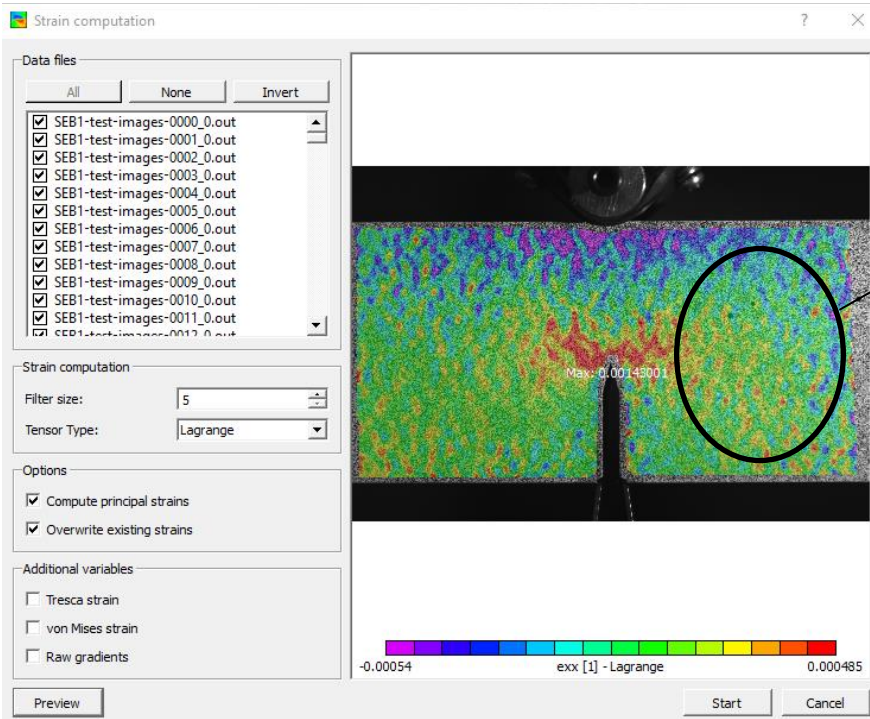 Strain computation
Data files
All None Invert
SEB1-test-images-0000_0.out
SEB1-test-images-0001_0.out
SEB1-test-images-0002_0.out
SEB1-test-images-0003_0.out
SEB1-test-images-0004_0.out
SEB1-test-images-0005_0.out
SEB1-test-images-0006_0.out
SEB1-test-images-0007_0.out
SEB1-test-images-0008_0.out
SEB1-test-images-0009_0.out
SEB1-test-images-0010_0.out
SEB1-test-images-0011_0.out
SEB1-test-images-0012_0.out
Strain computation
Filter size: 5
Tensor Type: Lagrange
Options
Compute principal strains
Overwrite existing strains
Additional variables
Tresca strain
von Mises strain
Raw gradients
Preview
Max: 0.00143001
-0.00054 exx [1] - Lagrange 0.000485
Start Cancel